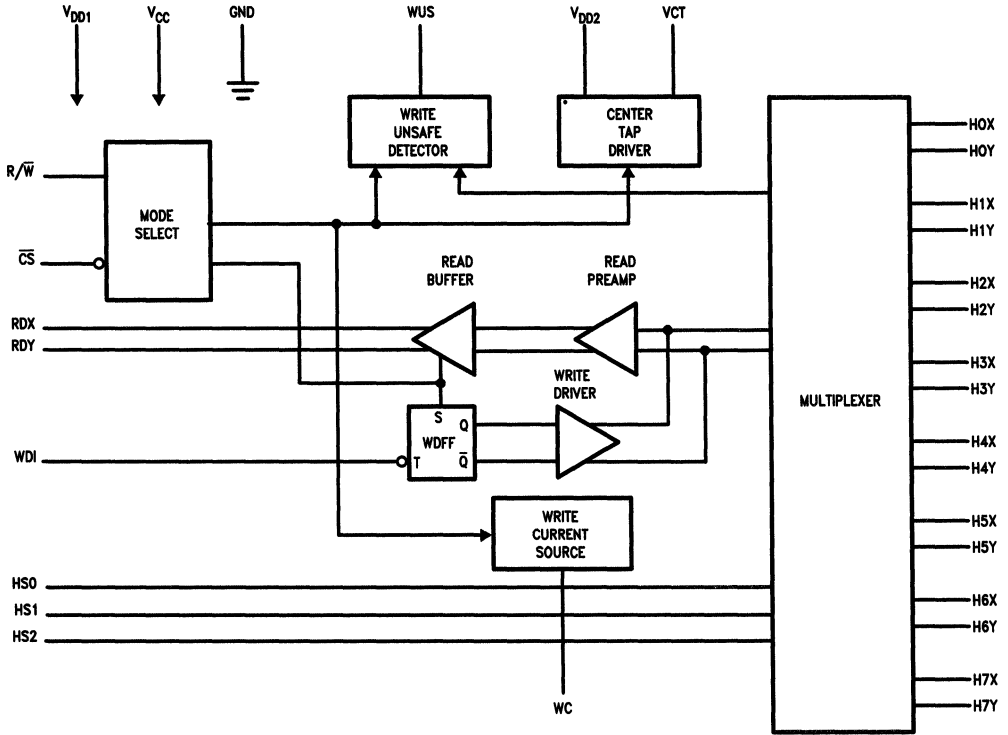 VDD1
VCC
GND
WUS
VDD2
VCT
WRITE
UNSAFE
DETECTOR
CENTER
TAP
DRIVER
R/W̅
MODE
SELECT
C̅S̅
READ
BUFFER
READ
PREAMP
RDX
RDY
WRITE
DRIVER
S
Q
WDFF
T
Q̅
WDI
WRITE
CURRENT
SOURCE
HS0
HS1
HS2
WC
MULTIPLEXER
H0X
H0Y
H1X
H1Y
H2X
H2Y
H3X
H3Y
H4X
H4Y
H5X
H5Y
H6X
H6Y
H7X
H7Y